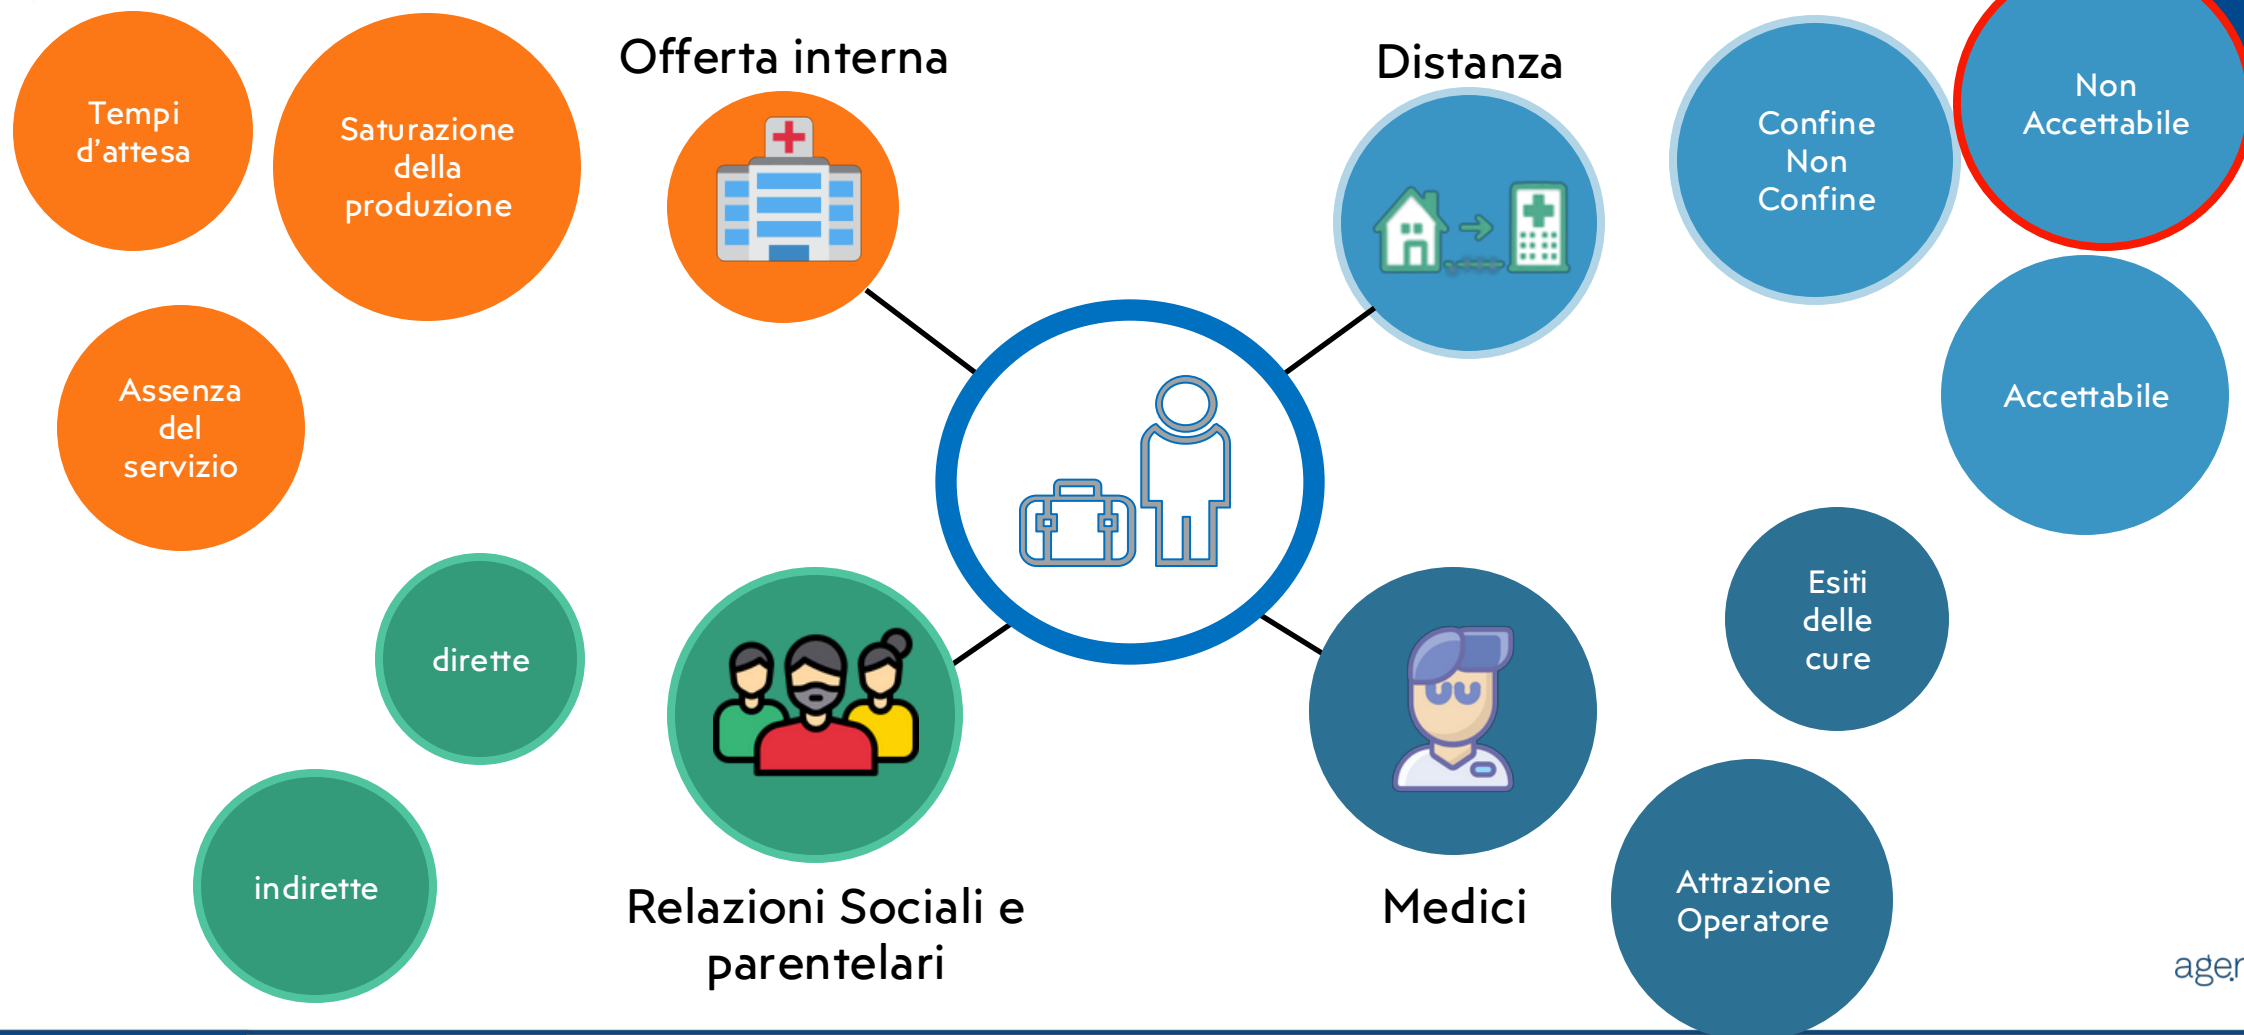 Offerta interna
Tempi
d'attesa
Saturazione
della
produzione
Assenza
del
servizio
Distanza
Confine
Non
Confine
Non
Accettabile
Accettabile
dirette
indirette
Relazioni Sociali e
parentelari
Medici
Esiti
delle
cure
Attrazione
Operatore